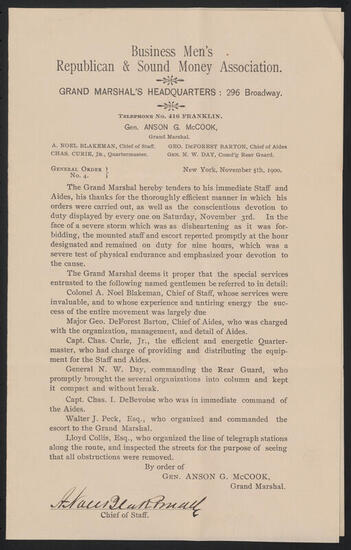 Business Men's
Republican & Sound Money Association.
GRAND MARSHAL'S HEADQUARTERS: 296 Broadway.
TELEPHONE NO. 416 FRANKLIN.
Gen. ANSON G. McCOOK,
Grand Marshal.
A. NOEL BLAKEMAN, Chief of Staff. GEO. DeFOREST BARTON, Chief of Aides
CHAS. CURIE, Jr., Quartermaster. GEN. N. W. DAY, Comd'g Rear Guard.
GENERAL ORDER } New York, November 5th, 1900.
No. 4. }
The Grand Marshal hereby tenders to his immediate Staff and
Aides, his thanks for the thoroughly efficient manner in which his
orders were carried out, as well as the conscientious devotion to
duty displayed by every one on Saturday, November 3rd. In the
face of a severe storm which was as disheartening as it was for-
bidding, the mounted staff and escort reported promptly at the hour
designated and remained on duty for nine hours, which was a
severe test of physical endurance and emphasized your devotion to
the cause.
The Grand Marshal deems it proper that the special services
entrusted to the following named gentlemen be referred to in detail:
Colonel A. Noel Blakeman, Chief of Staff, whose services were
invaluable, and to whose experience and untiring energy the suc-
cess of the entire movement was largely due
Major Geo. DeForest Barton, Chief of Aides, who was charged
with the organization, management, and detail of Aides.
Capt. Chas. Curie, Jr., the efficient and energetic Quarter-
master, who had charge of providing and distributing the equip-
ment for the Staff and Aides.
General N. W. Day, commanding the Rear Guard, who
promptly brought the several organizations into column and kept
it compact and without break.
Capt. Chas. I. DeBevoise who was in immediate command of
the Aides.
Walter J. Peck, Esq., who organized and commanded the
escort to the Grand Marshal.
Lloyd Collis, Esq., who organized the line of telegraph stations
along the route, and inspected the streets for the purpose of seeing
that all obstructions were removed.
By order of
GEN. ANSON G. McCOOK,
Grand Marshal.
A. Noel Blakeman
Chief of Staff.